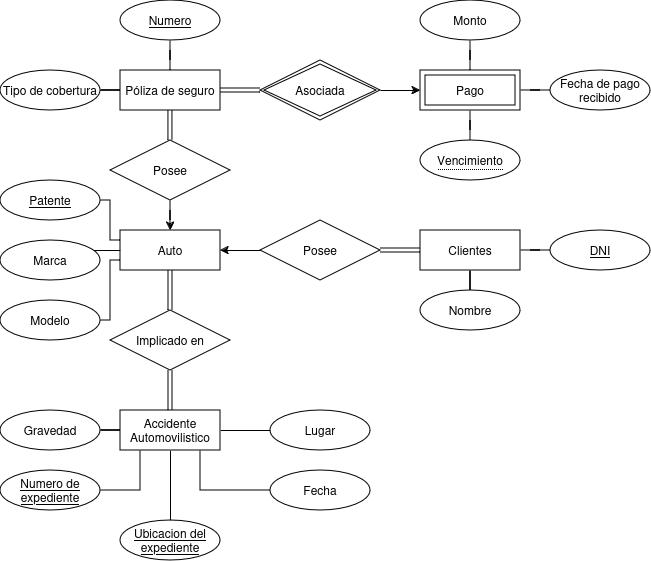 Numero
Monto
Tipo de cobertura
Póliza de seguro
Asociada
Pago
Fecha de pago
recibido
Vencimiento
Posee
Patente
Marca
Auto
Posee
Clientes
DNI
Modelo
Nombre
Implicado en
Gravedad
Accidente
Automovilistico
Lugar
Numero de
expediente
Fecha
Ubicacion del
expediente